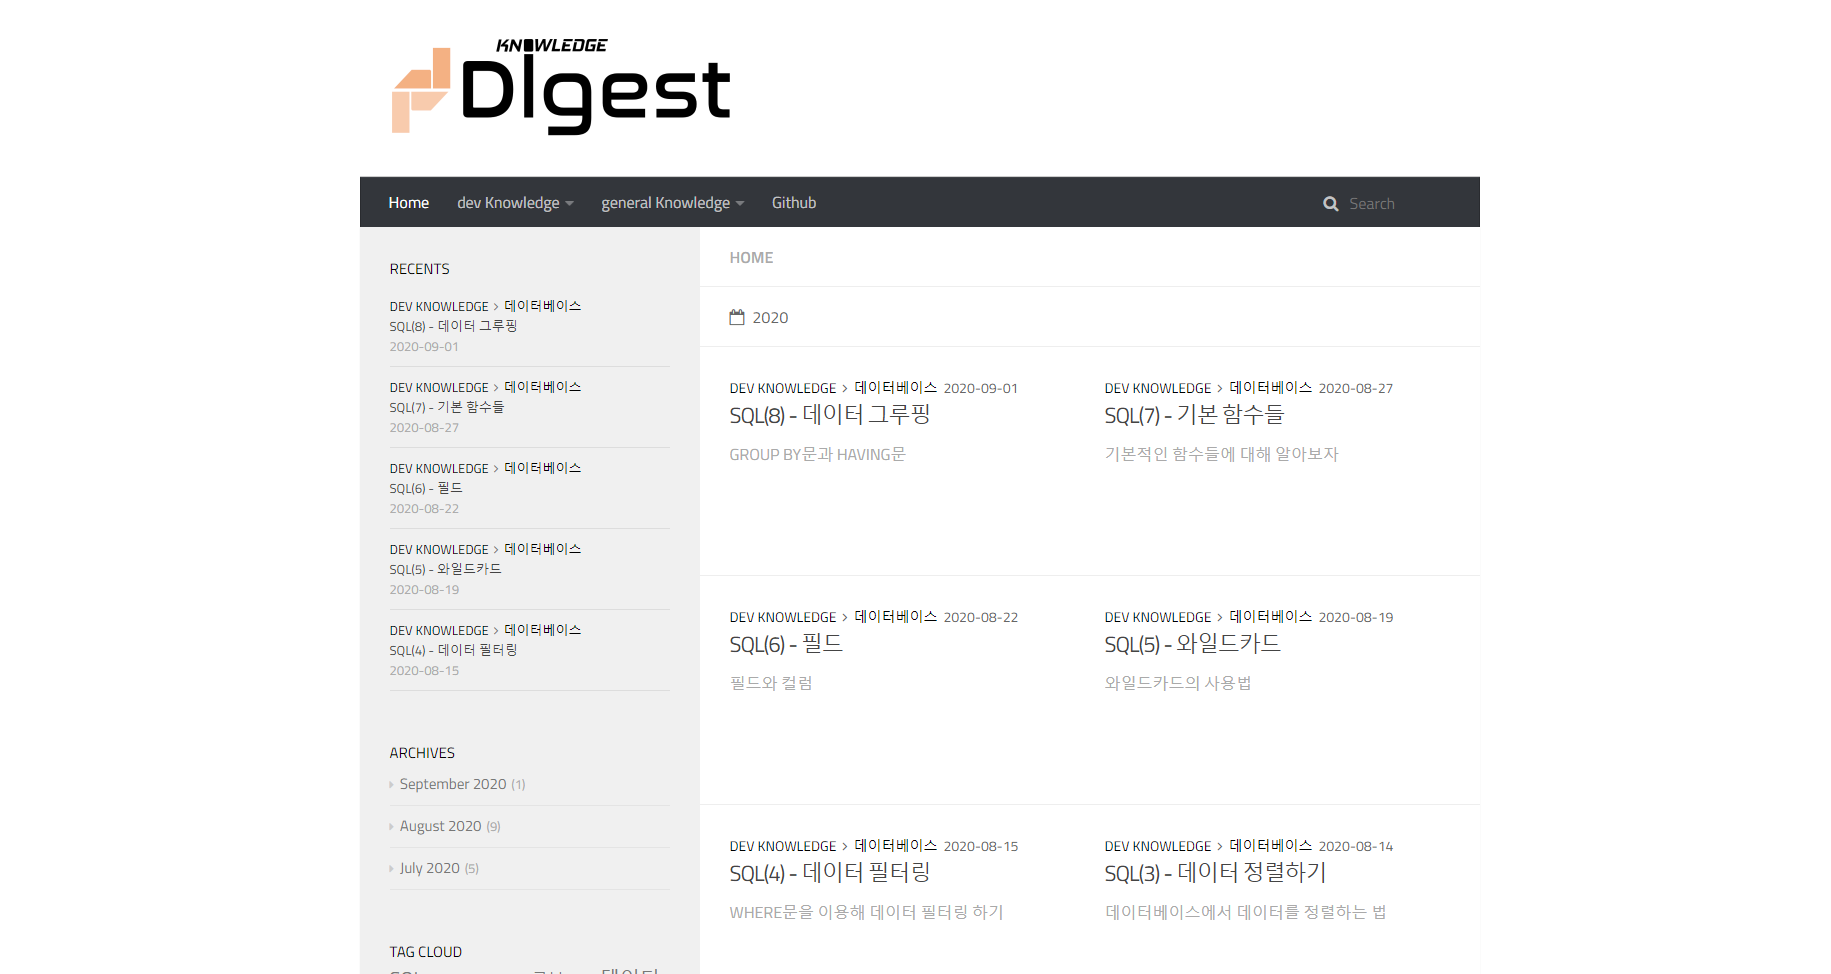 KNOWLEDGE
DIgest
Home dev Knowledge general Knowledge Github Search
RECENTS
DEV KNOWLEDGE > 데이터베이스
SQL(8) - 데이터 그루핑
2020-09-01
DEV KNOWLEDGE > 데이터베이스
SQL(7) - 기본 함수들
2020-08-27
DEV KNOWLEDGE > 데이터베이스
SQL(6) - 필드
2020-08-22
DEV KNOWLEDGE > 데이터베이스
SQL(5) - 와일드카드
2020-08-19
DEV KNOWLEDGE > 데이터베이스
SQL(4) - 데이터 필터링
2020-08-15
ARCHIVES
September 2020 (1)
August 2020 (9)
July 2020 (5)
TAG CLOUD
HOME
2020
DEV KNOWLEDGE > 데이터베이스 2020-09-01
SQL(8) - 데이터 그루핑
GROUP BY문과 HAVING문
DEV KNOWLEDGE > 데이터베이스 2020-08-27
SQL(7) - 기본 함수들
기본적인 함수들에 대해 알아보자
DEV KNOWLEDGE > 데이터베이스 2020-08-22
SQL(6) - 필드
필드와 컬럼
DEV KNOWLEDGE > 데이터베이스 2020-08-19
SQL(5) - 와일드카드
와일드카드의 사용법
DEV KNOWLEDGE > 데이터베이스 2020-08-15
SQL(4) - 데이터 필터링
WHERE문을 이용해 데이터 필터링 하기
DEV KNOWLEDGE > 데이터베이스 2020-08-14
SQL(3) - 데이터 정렬하기
데이터베이스에서 데이터를 정렬하는 법